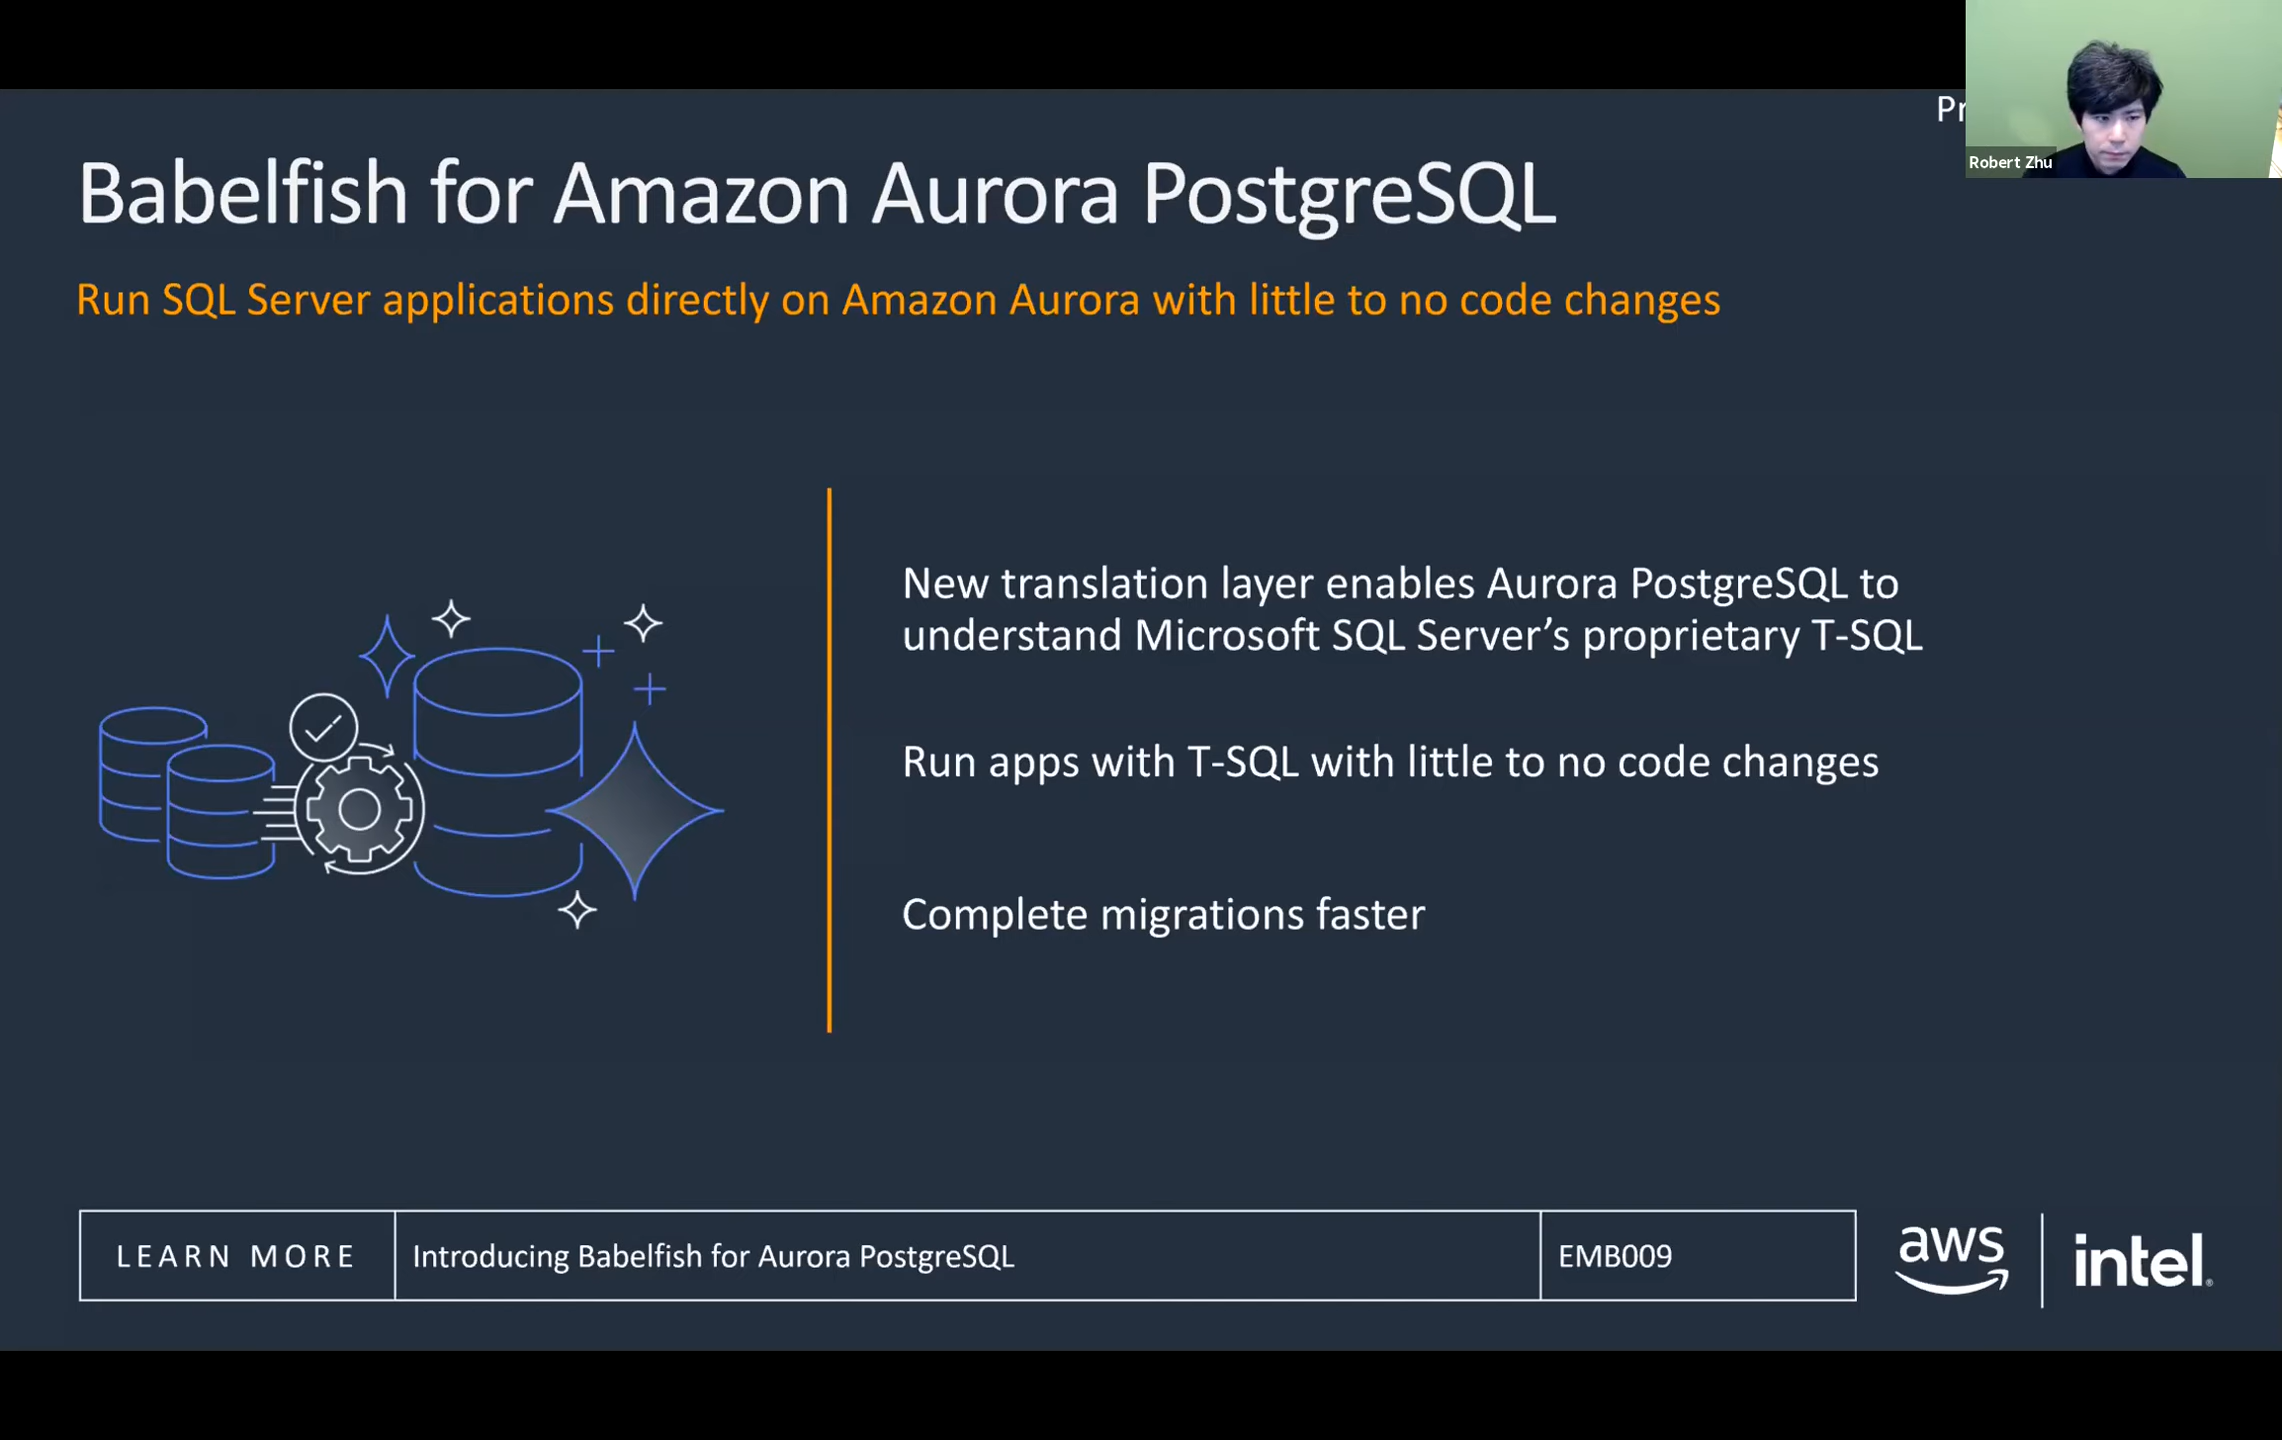 Robert Zhu
Babelfish for Amazon Aurora PostgreSQL
Run SQL Server applications directly on Amazon Aurora with little to no code changes
New translation layer enables Aurora PostgreSQL to
understand Microsoft SQL Server’s proprietary T-SQL
Run apps with T-SQL with little to no code changes
Complete migrations faster
LEARN MORE
Introducing Babelfish for Aurora PostgreSQL
EMB009
aws
intel®